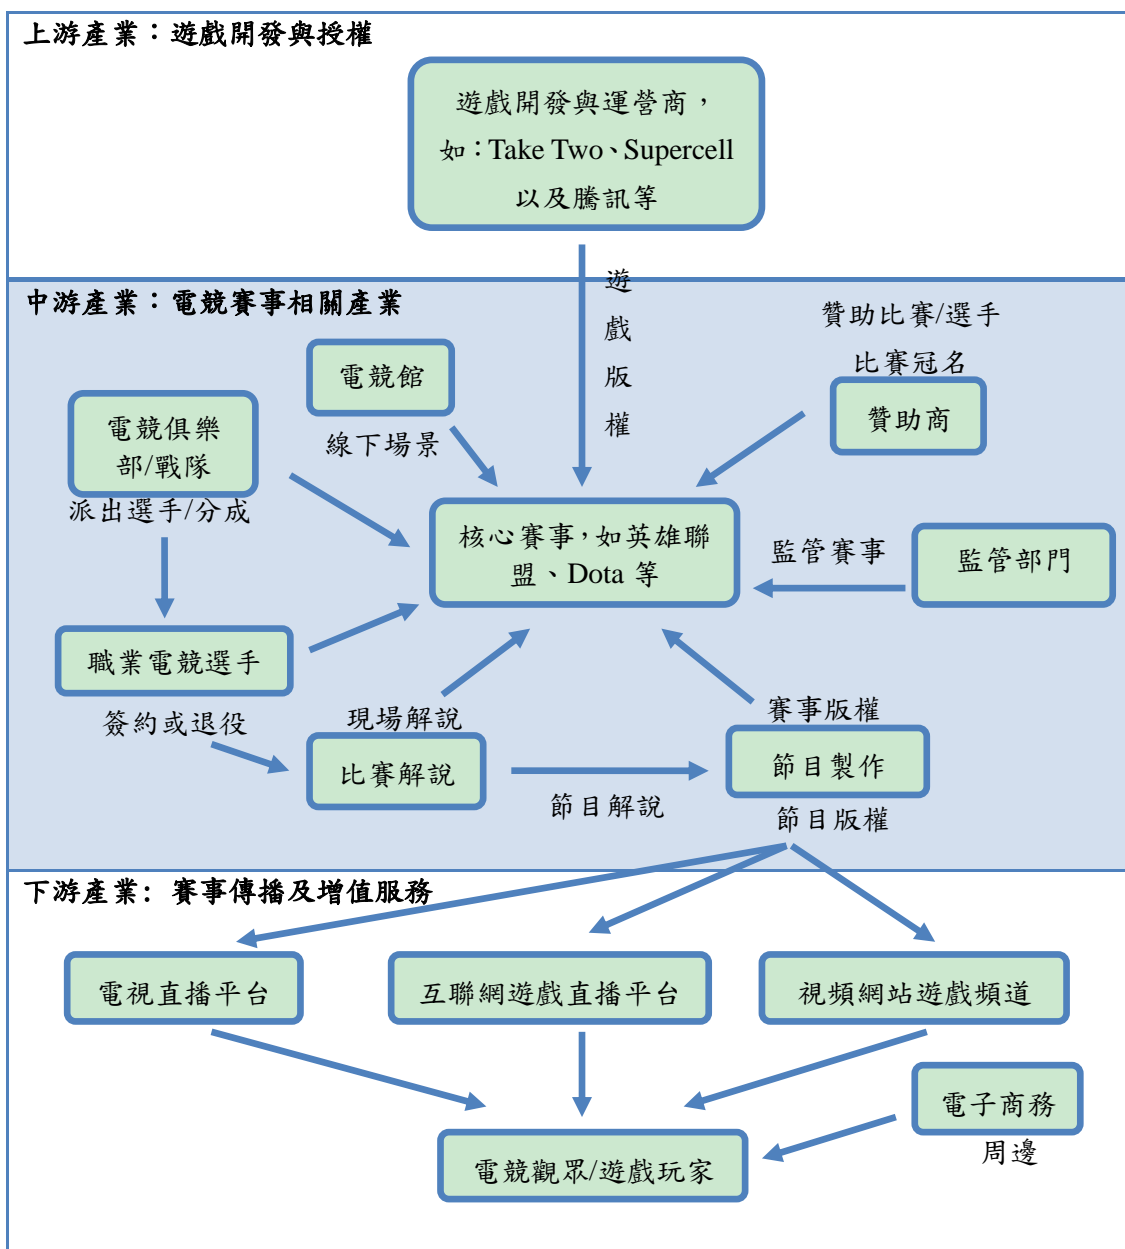 上游產業：遊戲開發與授權
遊戲開發與運營商，
如：Take Two、Supercell
以及騰訊等
遊
戲
版
權
中游產業：電競賽事相關產業
贊助比賽/選手
比賽冠名
電競館
贊助商
電競俱樂
部/戰隊
線下場景
派出選手/分成
核心賽事，如英雄聯
盟、Dota 等
監管賽事
監管部門
職業電競選手
簽約或退役
現場解說
賽事版權
比賽解說
節目製作
節目解說
節目版權
下游產業: 賽事傳播及增值服務
電視直播平台
互聯網遊戲直播平台
視頻網站遊戲頻道
電子商務
周邊
電競觀眾/遊戲玩家